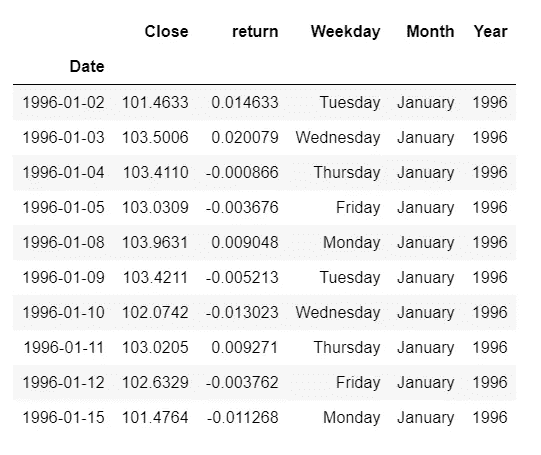 Close return Weekday Month Year
Date
1996-01-02 101.4633 0.014633 Tuesday January 1996
1996-01-03 103.5006 0.020079 Wednesday January 1996
1996-01-04 103.4110 -0.000866 Thursday January 1996
1996-01-05 103.0309 -0.003676 Friday January 1996
1996-01-08 103.9631 0.009048 Monday January 1996
1996-01-09 103.4211 -0.005213 Tuesday January 1996
1996-01-10 102.0742 -0.013023 Wednesday January 1996
1996-01-11 103.0205 0.009271 Thursday January 1996
1996-01-12 102.6329 -0.003762 Friday January 1996
1996-01-15 101.4764 -0.011268 Monday January 1996